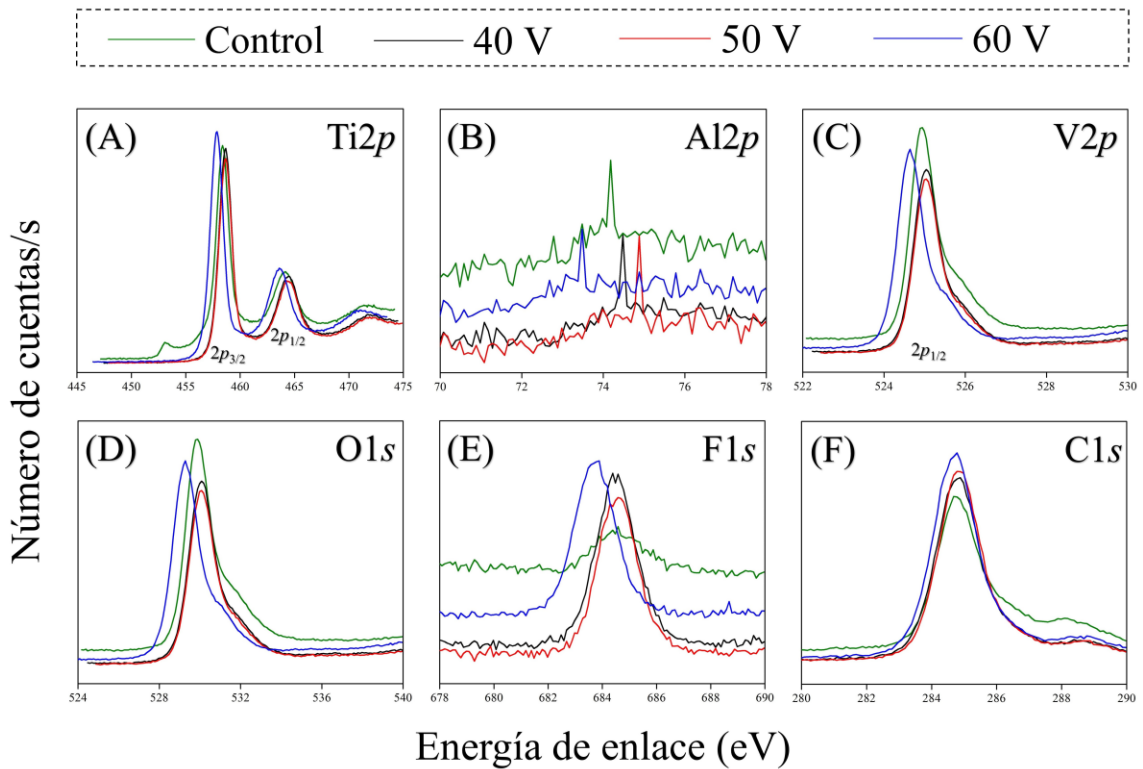 Control 40 V 50 V 60 V
(A) Ti2p
2p3/2
2p1/2
445 450 455 460 465 470 475
(B) Al2p
70 72 74 76 78
(C) V2p
2p1/2
522 524 526 528 530
(D) O1s
524 528 532 536 540
(E) F1s
678 680 682 684 686 688 690
(F) C1s
280 282 284 286 288 290
Número de cuentas/s
Energía de enlace (eV)